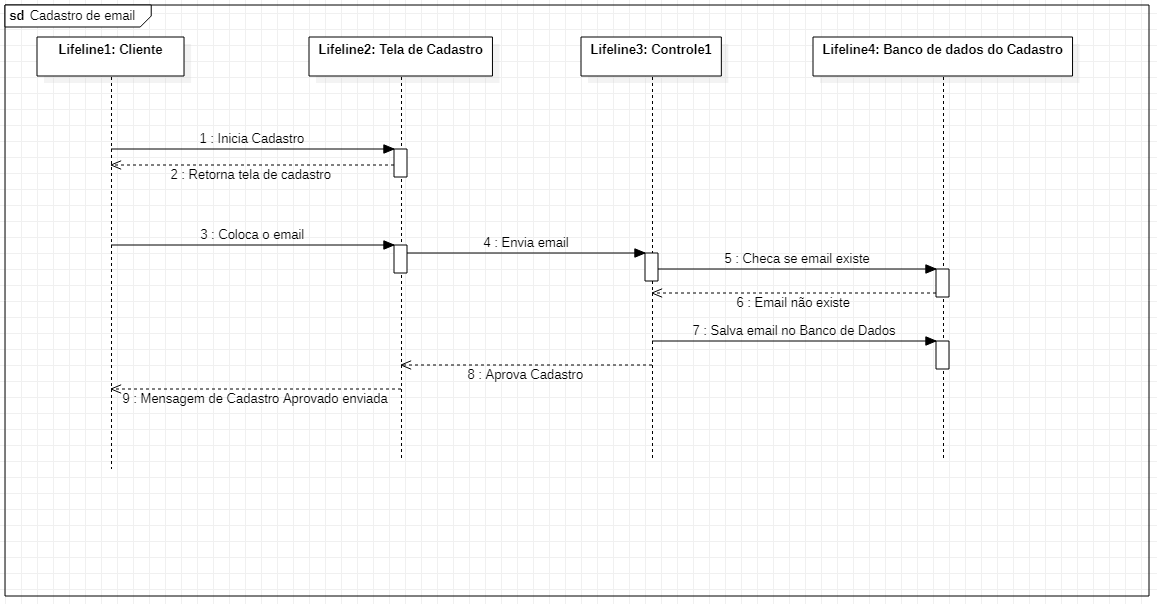 sd Cadastro de email
Lifeline1: Cliente
Lifeline2: Tela de Cadastro
Lifeline3: Controle1
Lifeline4: Banco de dados do Cadastro
1 : Inicia Cadastro
2 : Retorna tela de cadastro
3 : Coloca o email
4 : Envia email
5 : Checa se email existe
6 : Email não existe
7 : Salva email no Banco de Dados
8 : Aprova Cadastro
9 : Mensagem de Cadastro Aprovado enviada